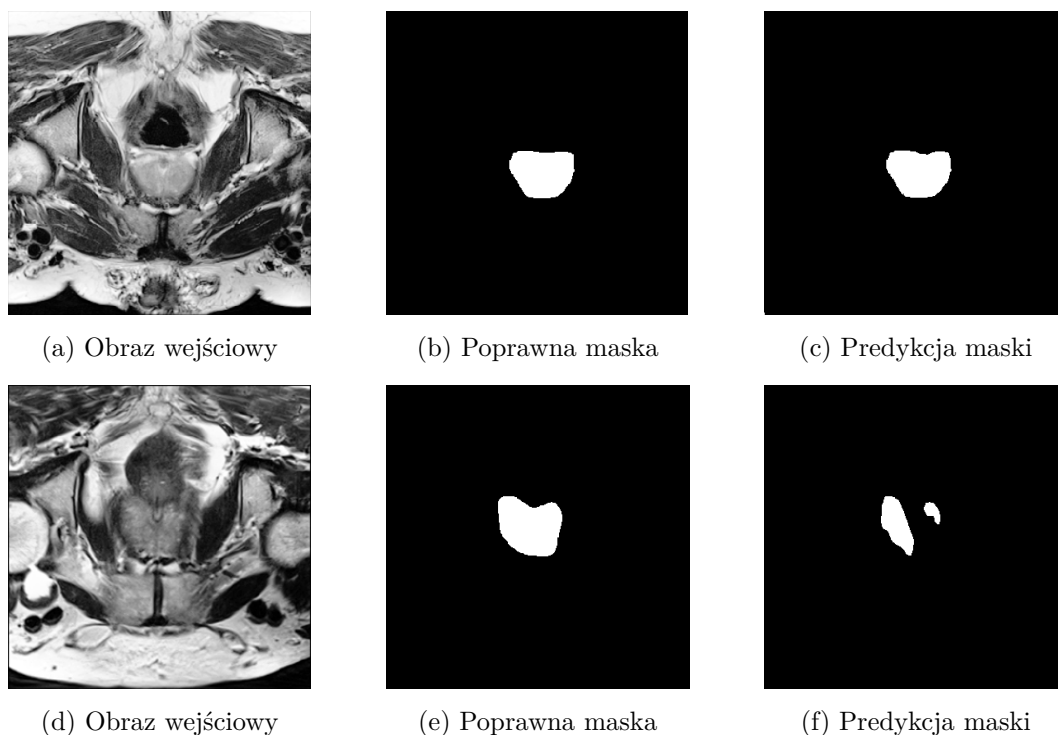 (a) Obraz wejściowy
(b) Poprawna maska
(c) Predykcja maski
(d) Obraz wejściowy
(e) Poprawna maska
(f) Predykcja maski